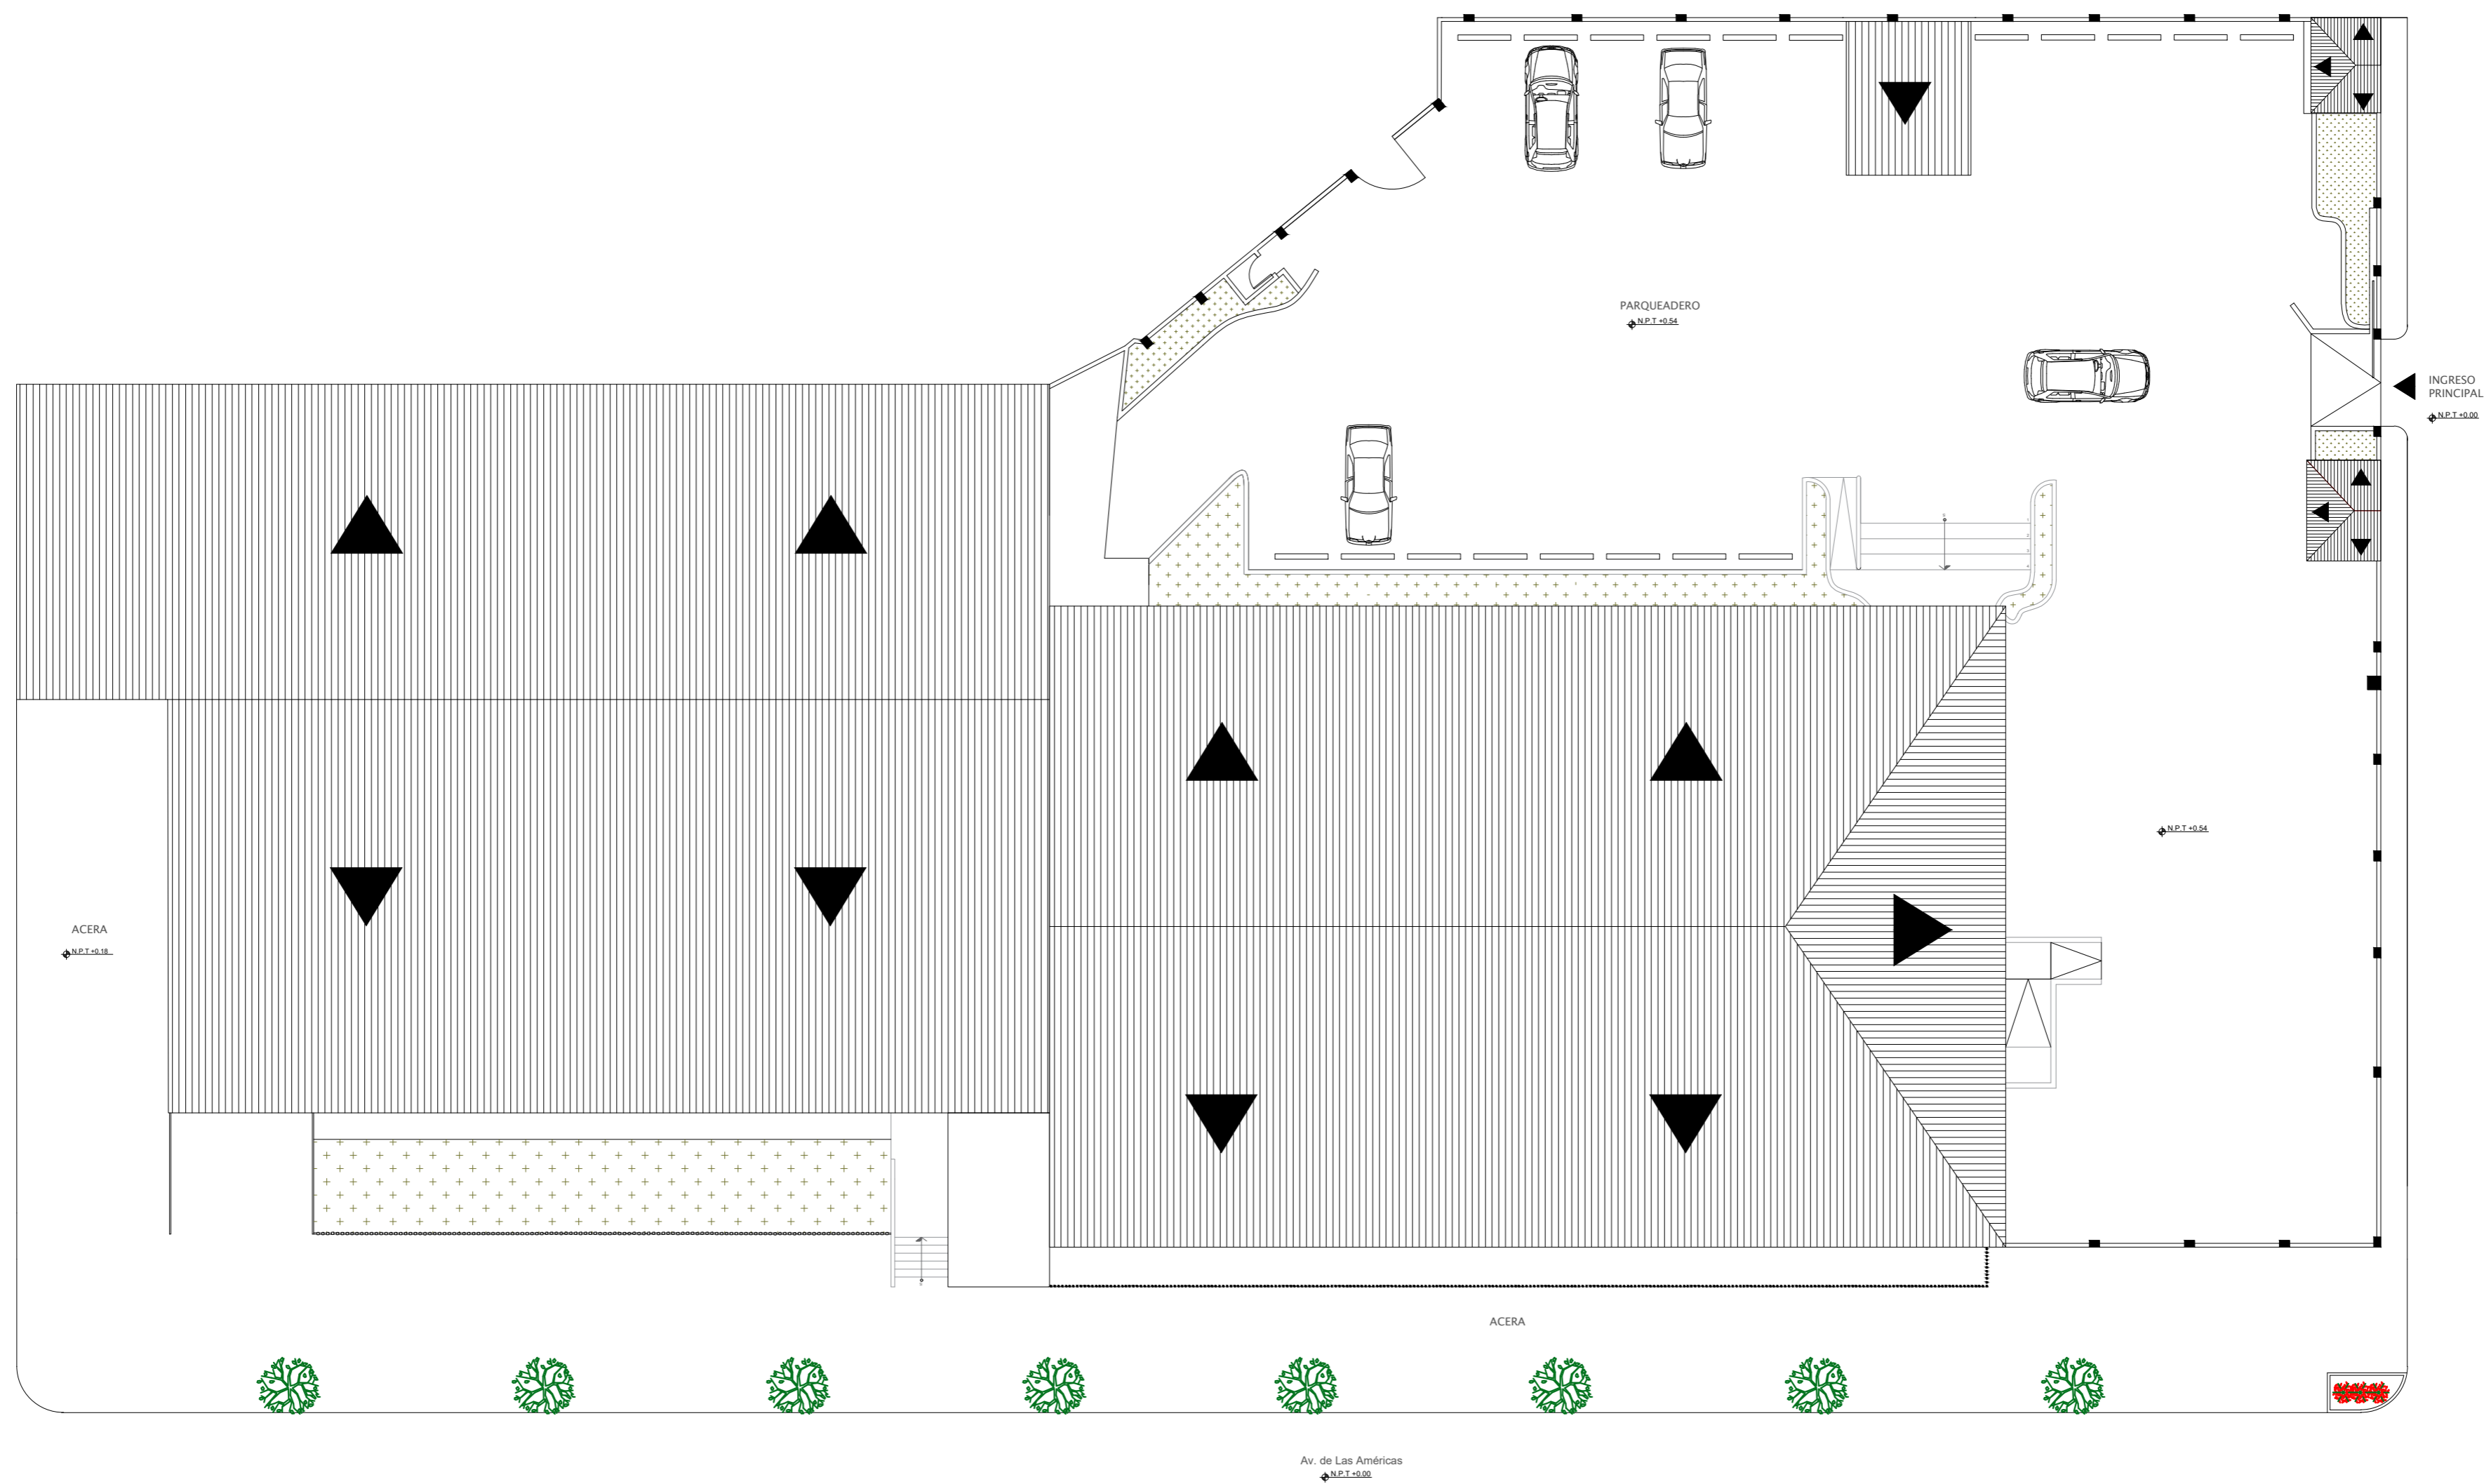 PARQUEADERO
N.P.T +0.54
INGRESO
PRINCIPAL
N.P.T +0.00
N.P.T +0.54
ACERA
N.P.T +0.18
ACERA
Av. de Las Américas
N.P.T +0.00